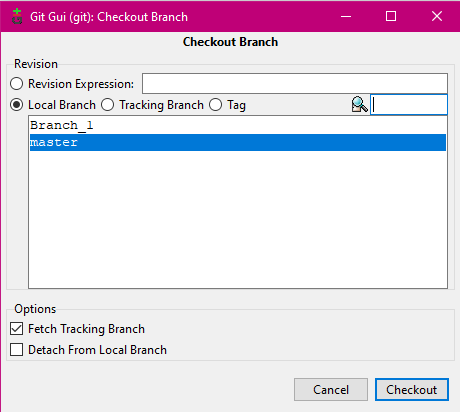 Git Gui (git): Checkout Branch
Checkout Branch
Revision
Revision Expression:
Local Branch Tracking Branch Tag
Branch_1
master
Options
Fetch Tracking Branch
Detach From Local Branch
Cancel Checkout